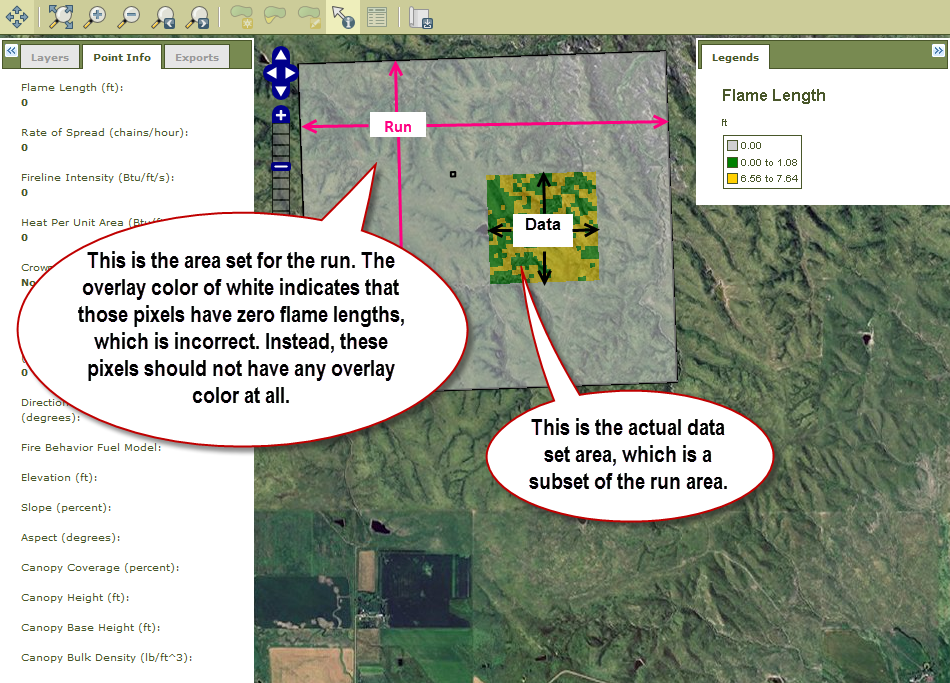 Layers
Point Info
Exports
Flame Length (ft):
0
Rate of Spread (chains/hour):
0
Fireline Intensity (Btu/ft/s):
0
Heat Per Unit Area
0
Crow
No
0
Direction
(degrees):
Fire Behavior Fuel Model:
Elevation (ft):
Slope (percent):
Aspect (degrees):
Canopy Coverage (percent):
Canopy Height (ft):
Canopy Base Height (ft):
Canopy Bulk Density (lb/ft^3):
Run
Data
This is the area set for the run. The
overlay color of white indicates that
those pixels have zero flame lengths,
which is incorrect. Instead, these
pixels should not have any overlay
color at all.
This is the actual data
set area, which is a
subset of the run area.
Legends
Flame Length
ft
0.00
0.00 to 1.08
6.56 to 7.64